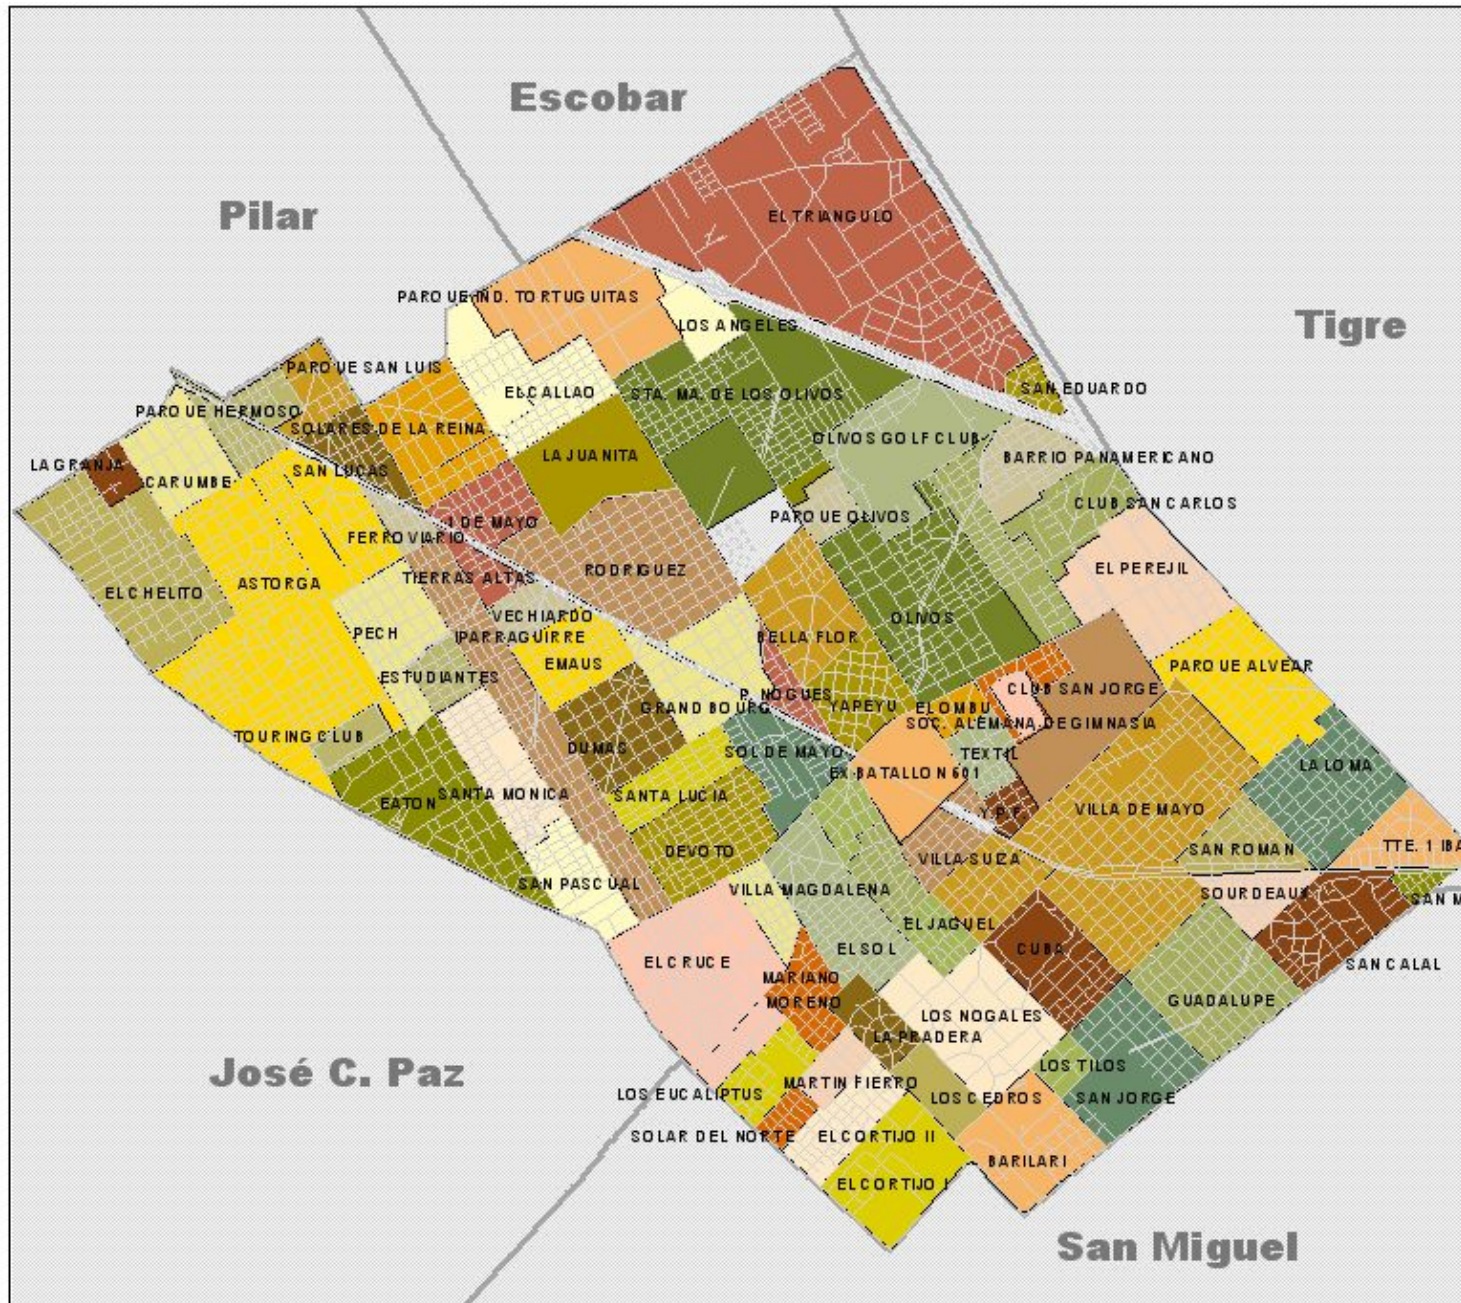 Escobar
Pilar
EL TRIANGULO
PARQUE IND. TORTUGUITAS
LOS ANGELES
Tigre
PARQUE SAN LUIS
EL CALLAO
STA. MA. DE LOS OLIVOS
SAN EDUARDO
PARQUE HERMOSO
SOLARES DE LA REINA
OLIVOS GOLF CLUB
LA GRANJA
CARUMBE
SAN LUCAS
LA JUANITA
BARRIO PANAMERICANO
CLUB SAN CARLOS
1 DE MAYO
PARQUE OLIVOS
FERROVIARIO
EL CHELITO
ASTORGA
TIERRAS ALTAS
RODRIGUEZ
EL PEREJIL
VECHIARDO
OLIVOS
PECH
IPARRAGUIRRE
BELLA FLOR
EMAUS
PARQUE ALVEAR
ESTUDIANTES
P. NOGUES
CLUB SAN JORGE
GRAND BOURG
YAPEYU
EL OMBU
SOC. ALEMANA DE GIMNASIA
TOURING CLUB
DUMAS
SOL DE MAYO
TEXTIL
LA LOMA
EX BATALLON 601
EATON
SANTA MONICA
SANTA LUCIA
Y.P.F.
VILLA DE MAYO
DEVOTO
VILLA SUIZA
SAN ROMAN
TTE. 1 IBA
SAN PASCUAL
VILLA MAGDALENA
SOURDEAUX
SAN M
EL JAGUEL
EL CRUCE
EL SOL
CUBA
SAN CALAL
MARIANO
MORENO
GUADALUPE
LOS NOGALES
LA PRADERA
José C. Paz
LOS TILOS
LOS EUCALIPTUS
MARTIN FIERRO
LOS CEDROS
SAN JORGE
SOLAR DEL NORTE
EL CORTIJO II
BARILARI
EL CORTIJO I
San Miguel